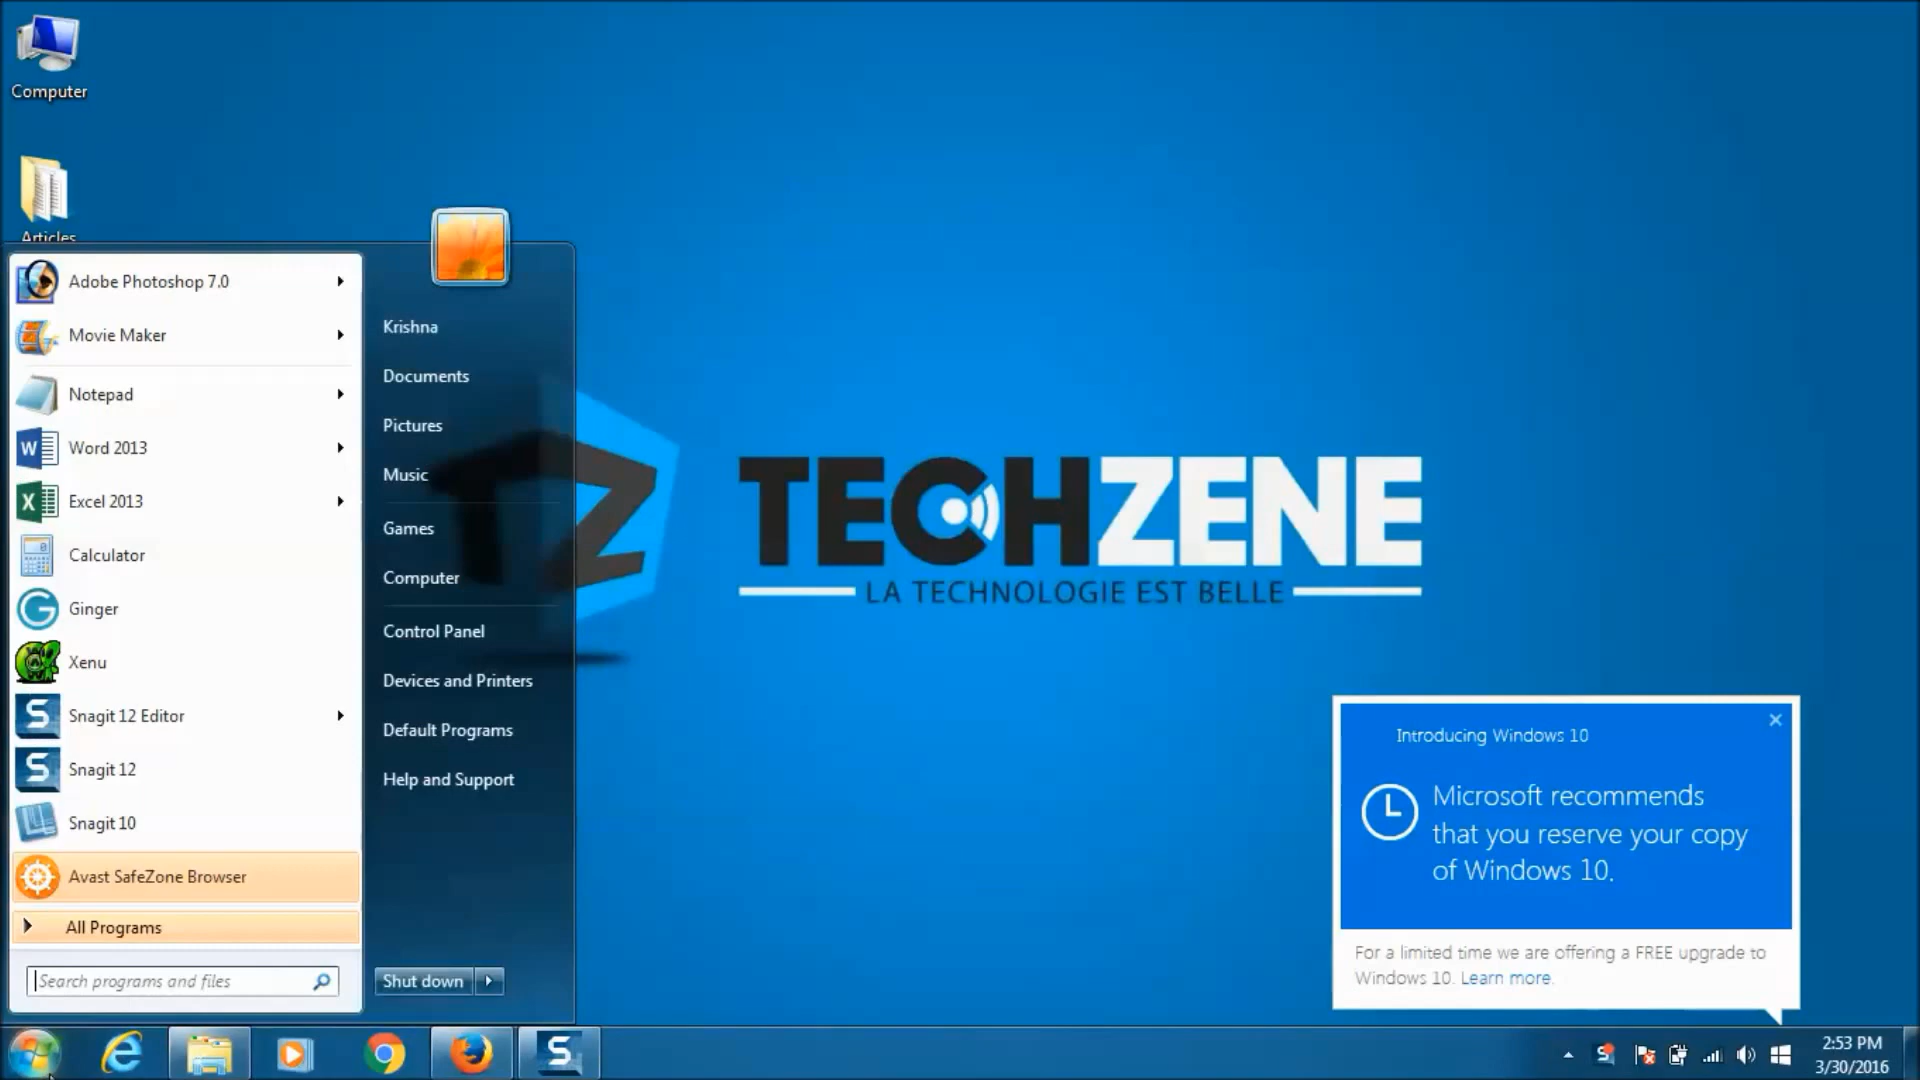 Computer
Articles
Adobe Photoshop 7.0
Movie Maker
Notepad
Word 2013
Excel 2013
Calculator
Ginger
Xenu
Snagit 12 Editor
Snagit 12
Snagit 10
Avast SafeZone Browser
All Programs
Search programs and files
Krishna
Documents
Pictures
Music
Games
Computer
Control Panel
Devices and Printers
Default Programs
Help and Support
Shut down
TECHZENE
LA TECHNOLOGIE EST BELLE
Introducing Windows 10
Microsoft recommends
that you reserve your copy
of Windows 10.
For a limited time we are offering a FREE upgrade to
Windows 10. Learn more.
2:53 PM
3/30/2016